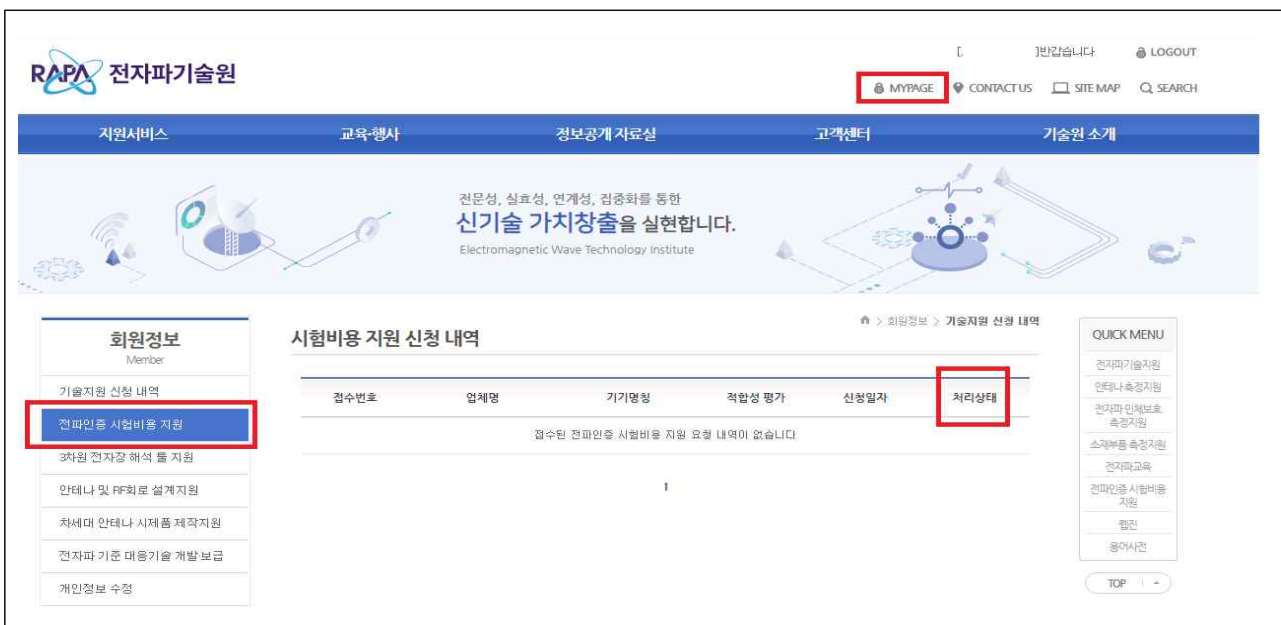 [. ]반갑습니다 LOGOUT
RAPA 전자파기술원
MYPAGE CONTACT US SITE MAP SEARCH
지원서비스 교육·행사 정보공개 자료실 고객센터 기술원 소개
전문성, 실효성, 연계성, 집중화를 통한
신기술 가치창출을 실현합니다.
Electromagnetic Wave Technology Institute
> 회원정보 > 기술지원 신청 내역
회원정보
Member
기술지원 신청 내역
전파인증 시험비용 지원
3차원 전자장 해석 툴 지원
안테나 및 RF회로 설계지원
차세대 안테나 시제품 제작지원
전자파 기준 대응기술 개발 보급
개인정보 수정
시험비용 지원 신청 내역
접수번호 업체명 기기명칭 적합성 평가 신청일자 처리상태
접수된 전파인증 시험비용 지원 요청 내역이 없습니다
1
QUICK MENU
전자파기술지원
안테나 측정지원
전자파 인체보호
측정지원
소재부품 측정지원
전자파교육
전파인증 시험비용
지원
웹진
용어사전
TOP